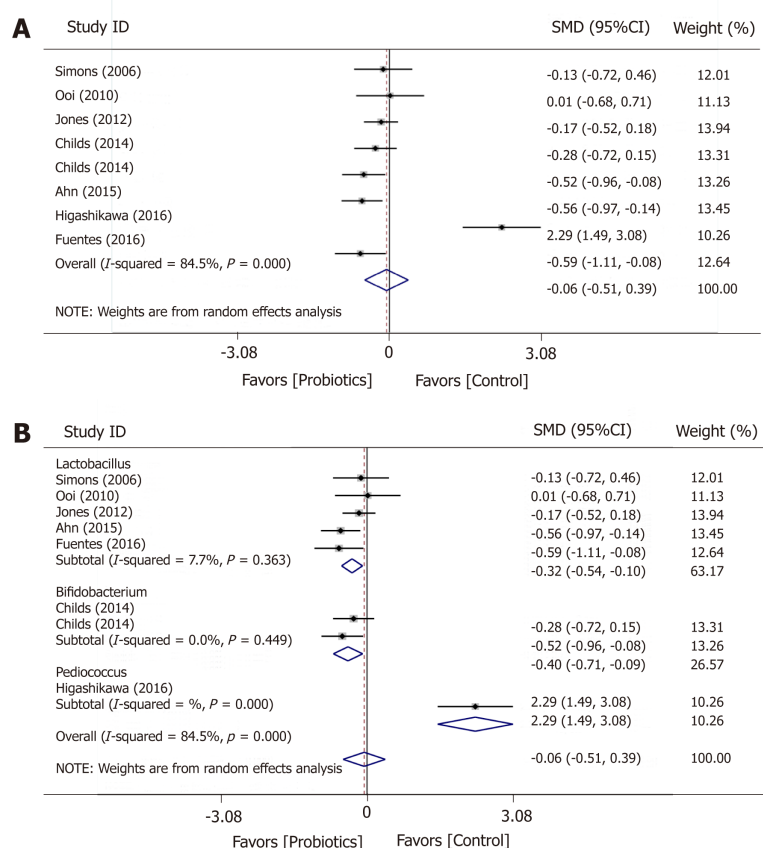 A
Study ID SMD (95%CI) Weight (%)
Simons (2006) -0.13 (-0.72, 0.46) 12.01
Ooi (2010) 0.01 (-0.68, 0.71) 11.13
Jones (2012) -0.17 (-0.52, 0.18) 13.94
Childs (2014) -0.28 (-0.72, 0.15) 13.31
Childs (2014) -0.52 (-0.96, -0.08) 13.26
Ahn (2015) -0.56 (-0.97, -0.14) 13.45
Higashikawa (2016) 2.29 (1.49, 3.08) 10.26
Fuentes (2016) -0.59 (-1.11, -0.08) 12.64
Overall (I-squared = 84.5%, P = 0.000) -0.06 (-0.51, 0.39) 100.00
NOTE: Weights are from random effects analysis
-3.08 0 3.08
Favors [Probiotics] Favors [Control]
B
Study ID SMD (95%CI) Weight (%)
Lactobacillus
Simons (2006) -0.13 (-0.72, 0.46) 12.01
Ooi (2010) 0.01 (-0.68, 0.71) 11.13
Jones (2012) -0.17 (-0.52, 0.18) 13.94
Ahn (2015) -0.56 (-0.97, -0.14) 13.45
Fuentes (2016) -0.59 (-1.11, -0.08) 12.64
Subtotal (I-squared = 7.7%, P = 0.363) -0.32 (-0.54, -0.10) 63.17
Bifidobacterium
Childs (2014) -0.28 (-0.72, 0.15) 13.31
Childs (2014) -0.52 (-0.96, -0.08) 13.26
Subtotal (I-squared = 0.0%, P = 0.449) -0.40 (-0.71, -0.09) 26.57
Pediococcus
Higashikawa (2016) 2.29 (1.49, 3.08) 10.26
Subtotal (I-squared = %, P = 0.000) 2.29 (1.49, 3.08) 10.26
Overall (I-squared = 84.5%, p = 0.000) -0.06 (-0.51, 0.39) 100.00
NOTE: Weights are from random effects analysis
-3.08 0 3.08
Favors [Probiotics] Favors [Control]